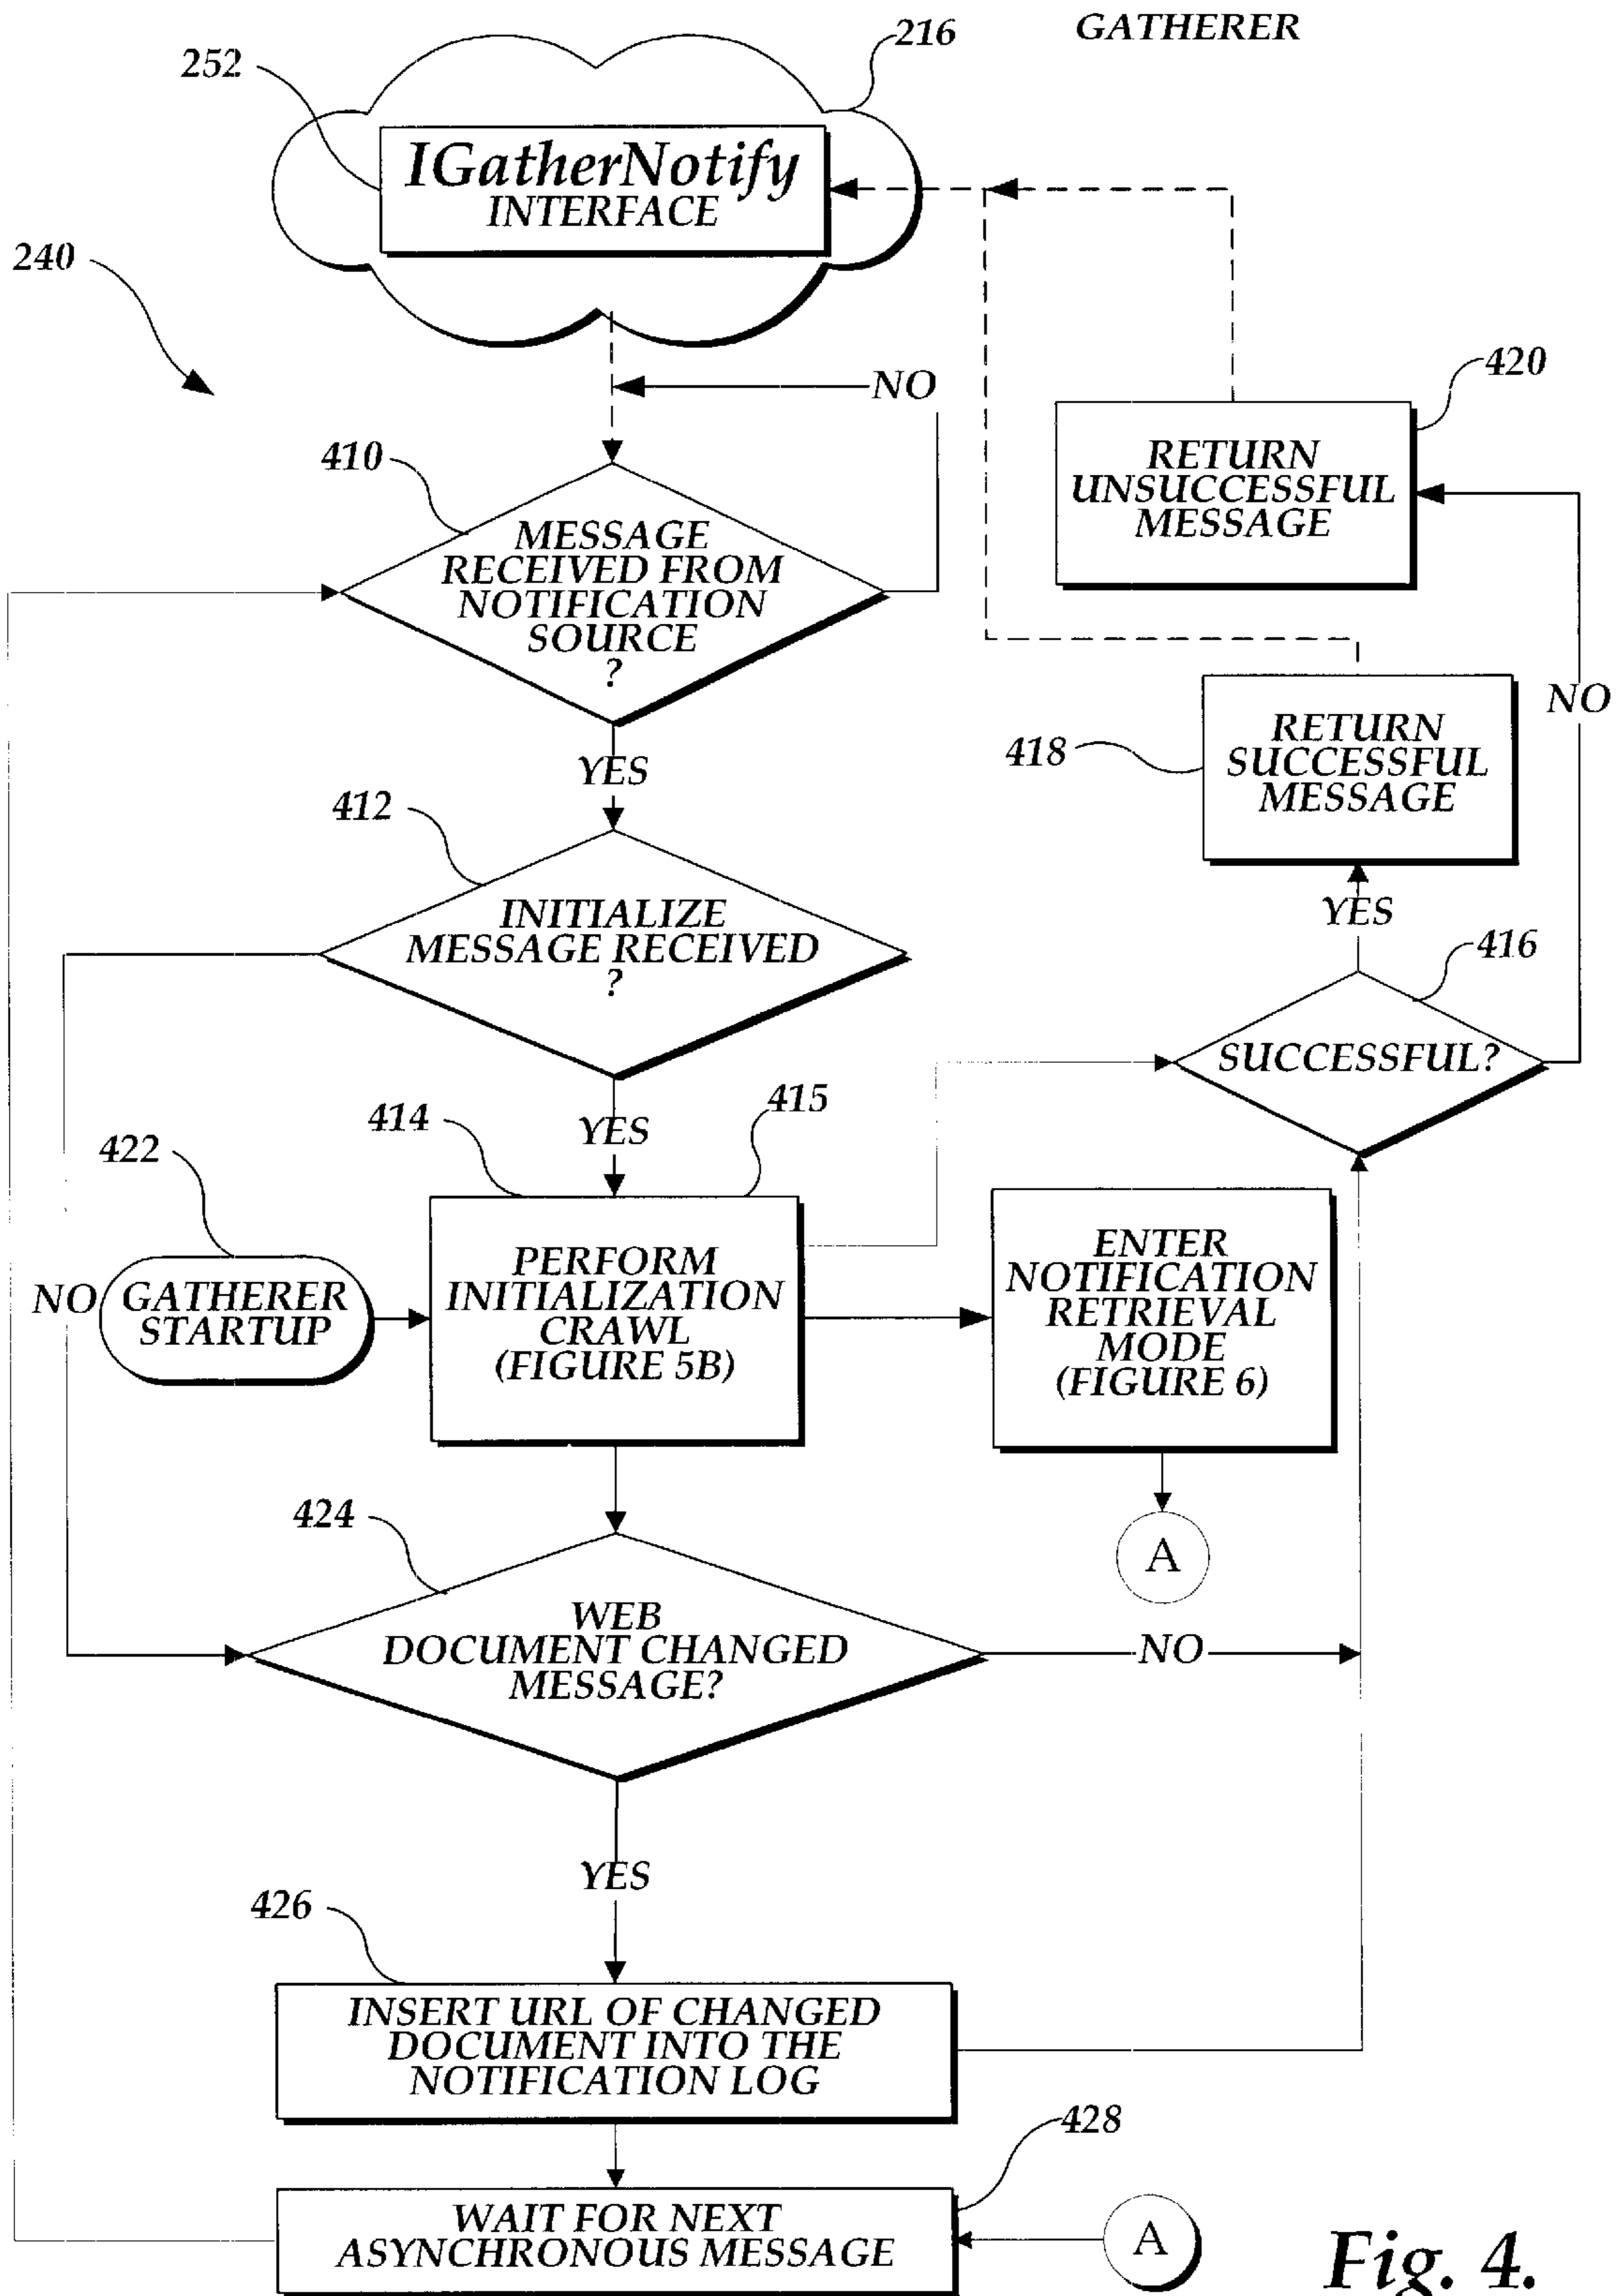 GATHERER
216
252
IGatherNotify
INTERFACE
240
NO
420
410
RETURN
UNSUCCESSFUL
MESSAGE
MESSAGE
RECEIVED FROM
NOTIFICATION
SOURCE
?
NO
YES
418
RETURN
SUCCESSFUL
MESSAGE
412
YES
INITIALIZE
MESSAGE RECEIVED
?
416
SUCCESSFUL?
414
YES
415
422
NO
GATHERER
STARTUP
PERFORM
INITIALIZATION
CRAWL
(FIGURE 5B)
ENTER
NOTIFICATION
RETRIEVAL
MODE
(FIGURE 6)
424
A
WEB
DOCUMENT CHANGED
MESSAGE?
NO
YES
426
INSERT URL OF CHANGED
DOCUMENT INTO THE
NOTIFICATION LOG
428
WAIT FOR NEXT
ASYNCHRONOUS MESSAGE
A
Fig. 4.